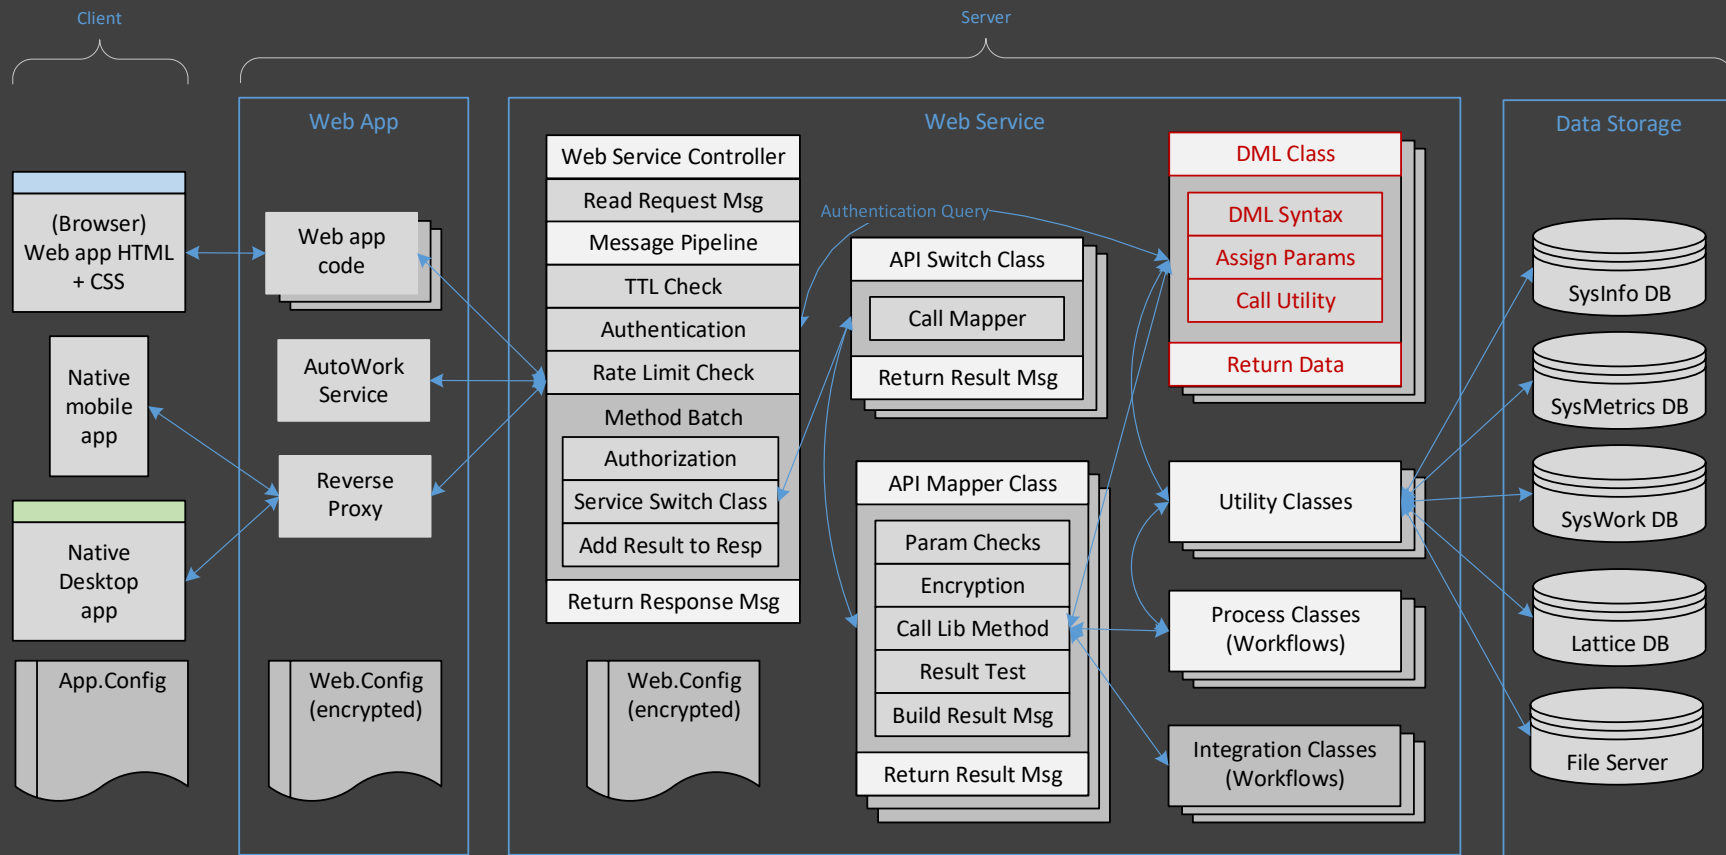 Client
Server
Web App
Web Service
Data Storage
(Browser)
Web app HTML
+ CSS
Native
mobile
app
Native
Desktop
app
App.Config
Web app
code
AutoWork
Service
Reverse
Proxy
Web.Config
(encrypted)
Web Service Controller
Read Request Msg
Message Pipeline
TTL Check
Authentication
Rate Limit Check
Method Batch
Authorization
Service Switch Class
Add Result to Resp
Return Response Msg
Web.Config
(encrypted)
Authentication Query
API Switch Class
Call Mapper
Return Result Msg
API Mapper Class
Param Checks
Encryption
Call Lib Method
Result Test
Build Result Msg
Return Result Msg
DML Class
DML Syntax
Assign Params
Call Utility
Return Data
Utility Classes
Process Classes
(Workflows)
Integration Classes
(Workflows)
SysInfo DB
SysMetrics DB
SysWork DB
Lattice DB
File Server